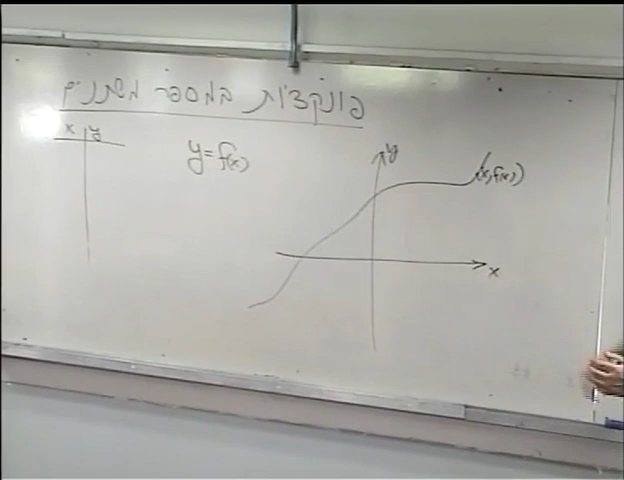 פונקציות במספר משתנים
x y
y=f(x)
y
(x,f(x))
x